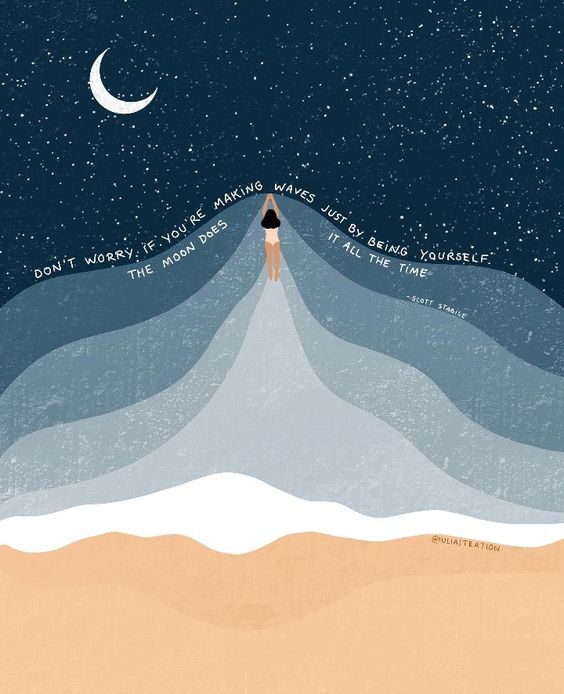 DON'T WORRY IF YOU'RE MAKING WAVES JUST BY BEING YOURSELF.
THE MOON DOES IT ALL THE TIME
- SCOTT STABILE
@IULIASTRATION